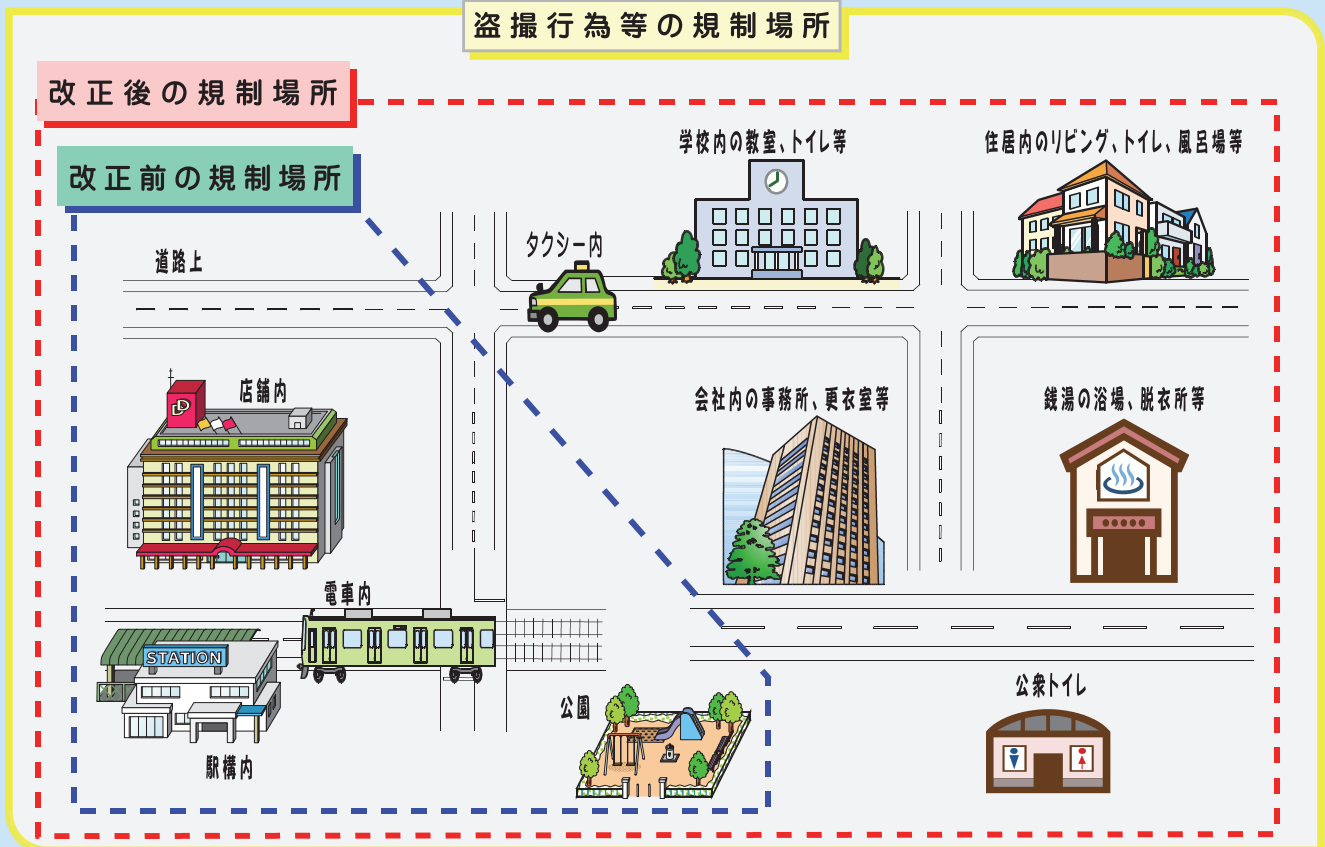 盗撮行為等の規制場所
改正後の規制場所
改正前の規制場所
学校内の教室、トイレ等
住居内のリビング、トイレ、風呂場等
タクシー内
道路上
店舗内
会社内の事務所、更衣室等
銭湯の浴場、脱衣所等
電車内
STATION
公園
公衆トイレ
駅構内